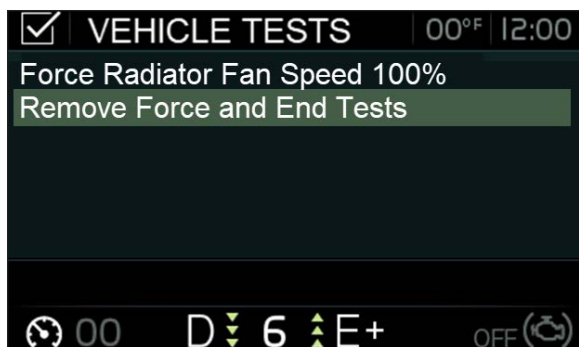 VEHICLE TESTS 00°F 12:00
Force Radiator Fan Speed 100%
Remove Force and End Tests
00 D 6 E+ OFF